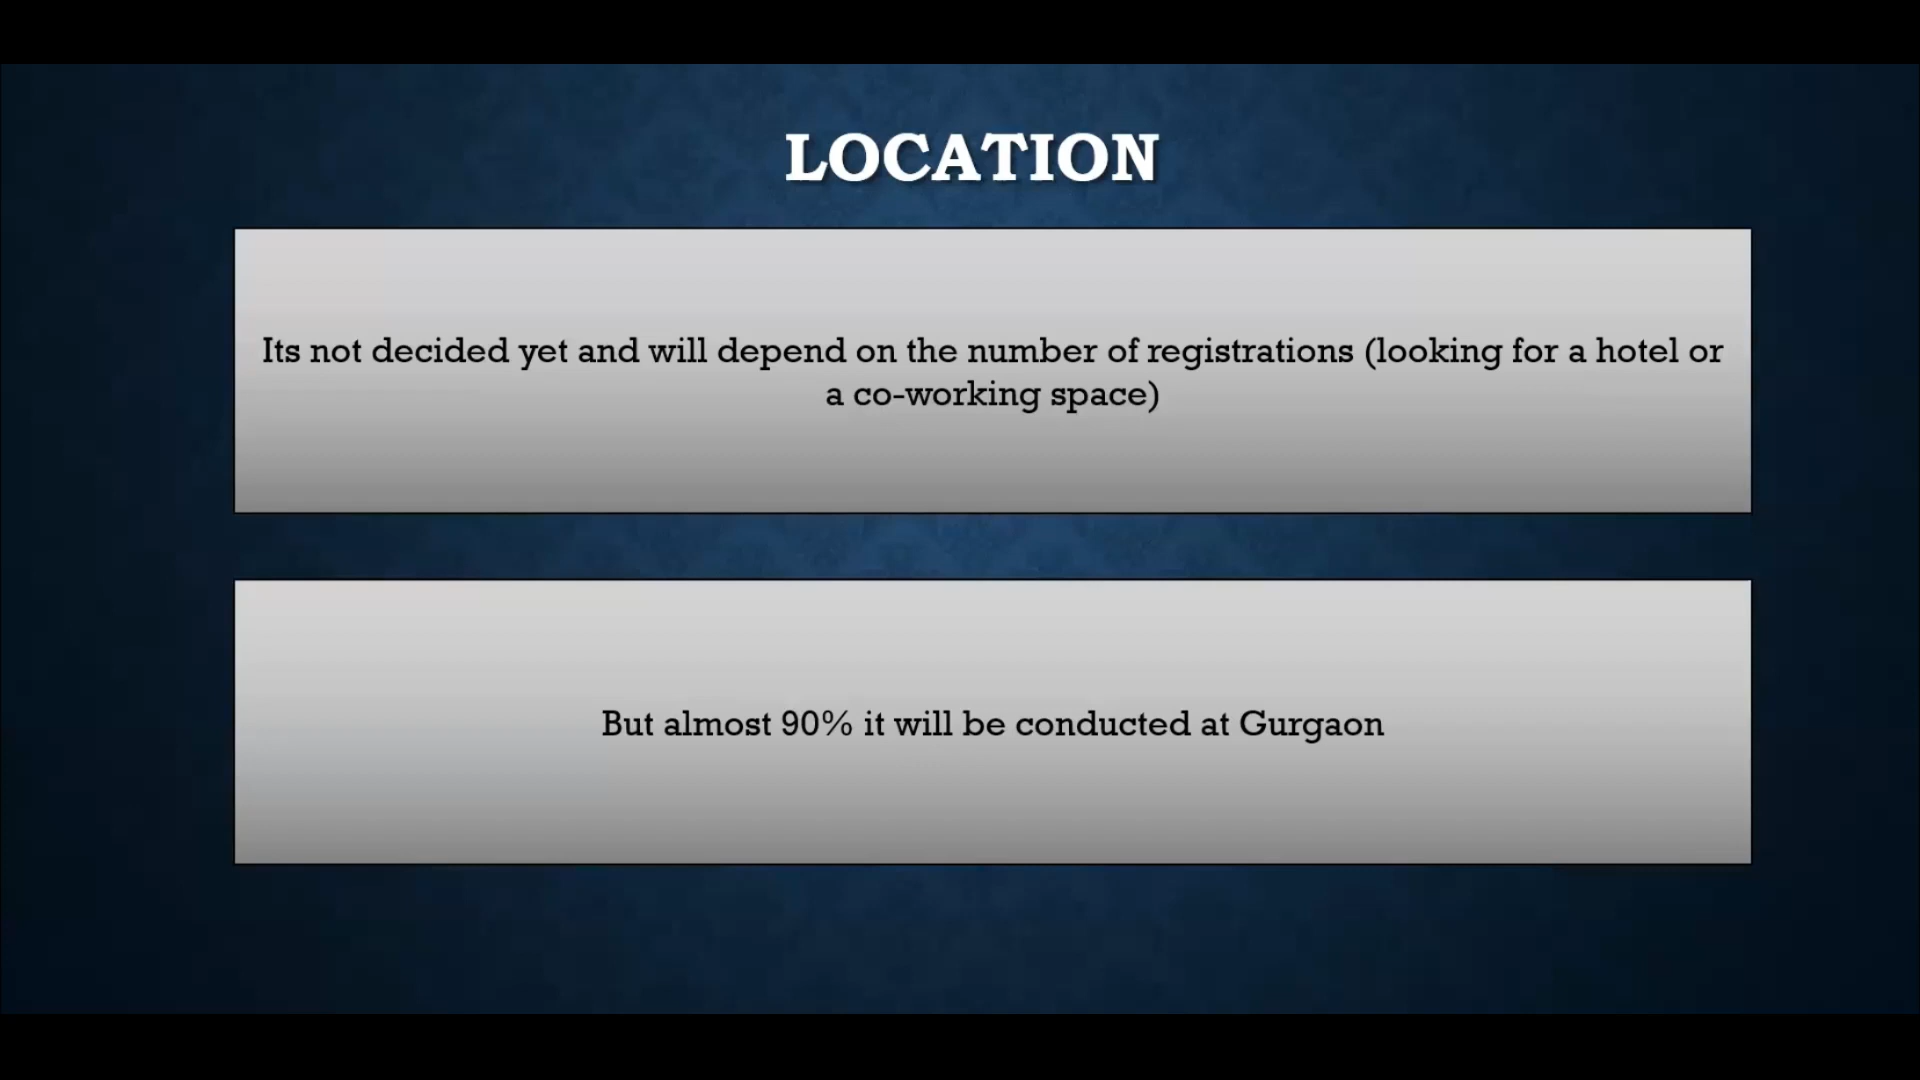 LOCATION
Its not decided yet and will depend on the number of registrations (looking for a hotel or
a co-working space)
But almost 90% it will be conducted at Gurgaon